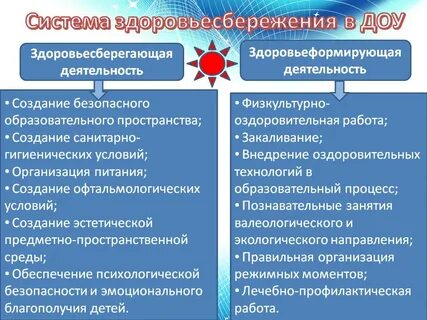 Система здоровьесбережения в ДОУ
Здоровьесберегающая
деятельность
• Создание безопасного
образовательного пространства;
• Создание санитарно-
гигиенических условий;
• Организация питания;
• Создание офтальмологических
условий;
• Создание эстетической
предметно-пространственной
среды;
• Обеспечение психологической
безопасности и эмоционального
благополучия детей.
Здоровьеформирующая
деятельность
• Физкультурно-
оздоровительная работа;
• Закаливание;
• Внедрение оздоровительных
технологий в
образовательный процесс;
• Познавательные занятия
валеологического и
экологического направления;
• Правильная организация
режимных моментов;
• Лечебно-профилактическая
работа.